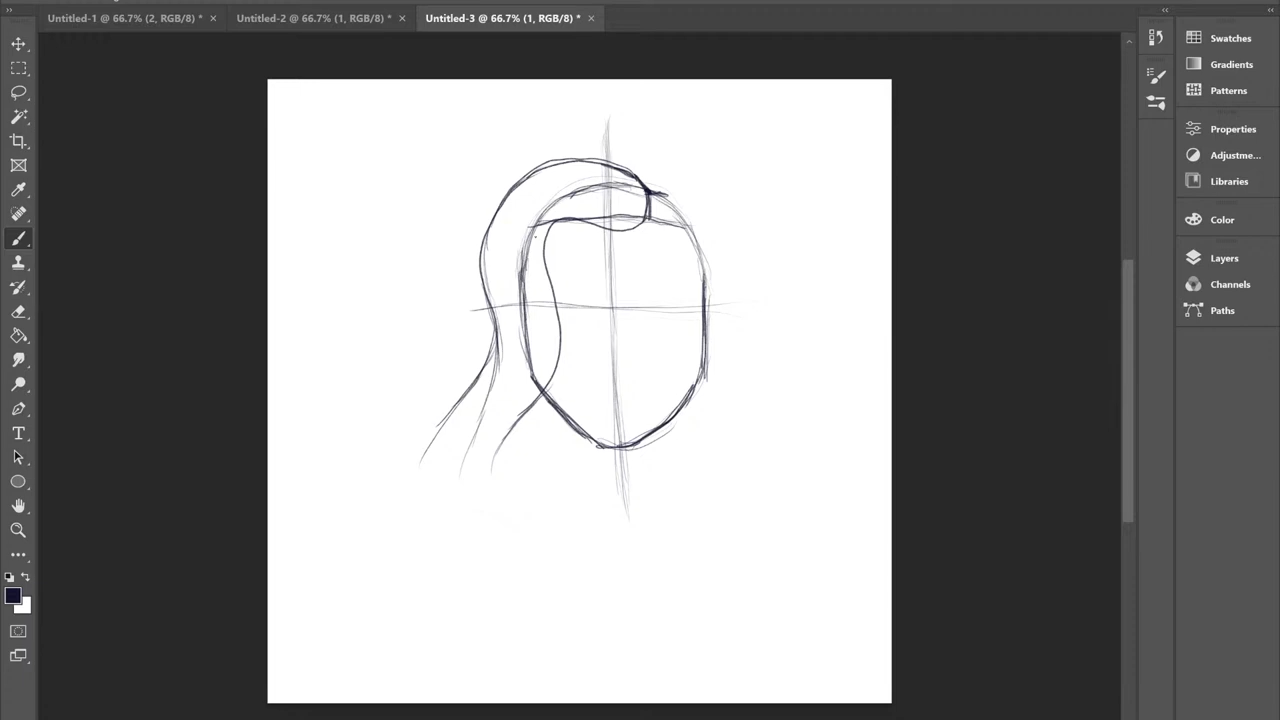 Untitled-1 @ 66.7% (2, RGB/8) *
Untitled-2 @ 66.7% (1, RGB/8) *
Untitled-3 @ 66.7% (1, RGB/8) *
Swatches
Gradients
Patterns
Properties
Adjustme...
Libraries
Color
Layers
Channels
Paths